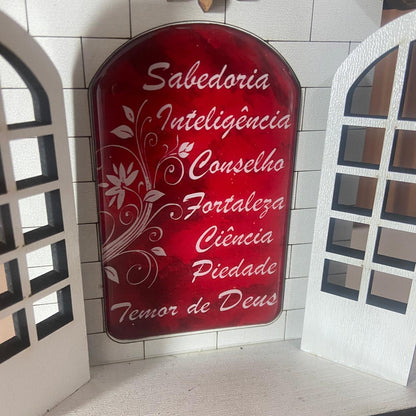 Sabedoria
Inteligência
Conselho
Fortaleza
Ciência
Piedade
Temor de Deus